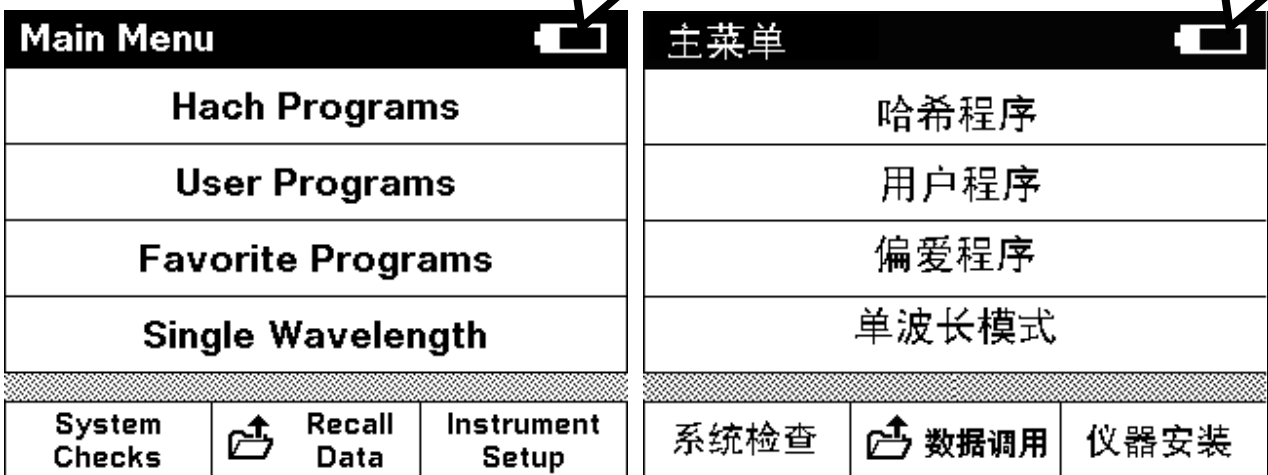 Main Menu
Hach Programs
User Programs
Favorite Programs
Single Wavelength
System
Checks
Recall
Data
Instrument
Setup
主菜单
哈希程序
用户程序
偏爱程序
单波长模式
系统检查
数据调用
仪器安装